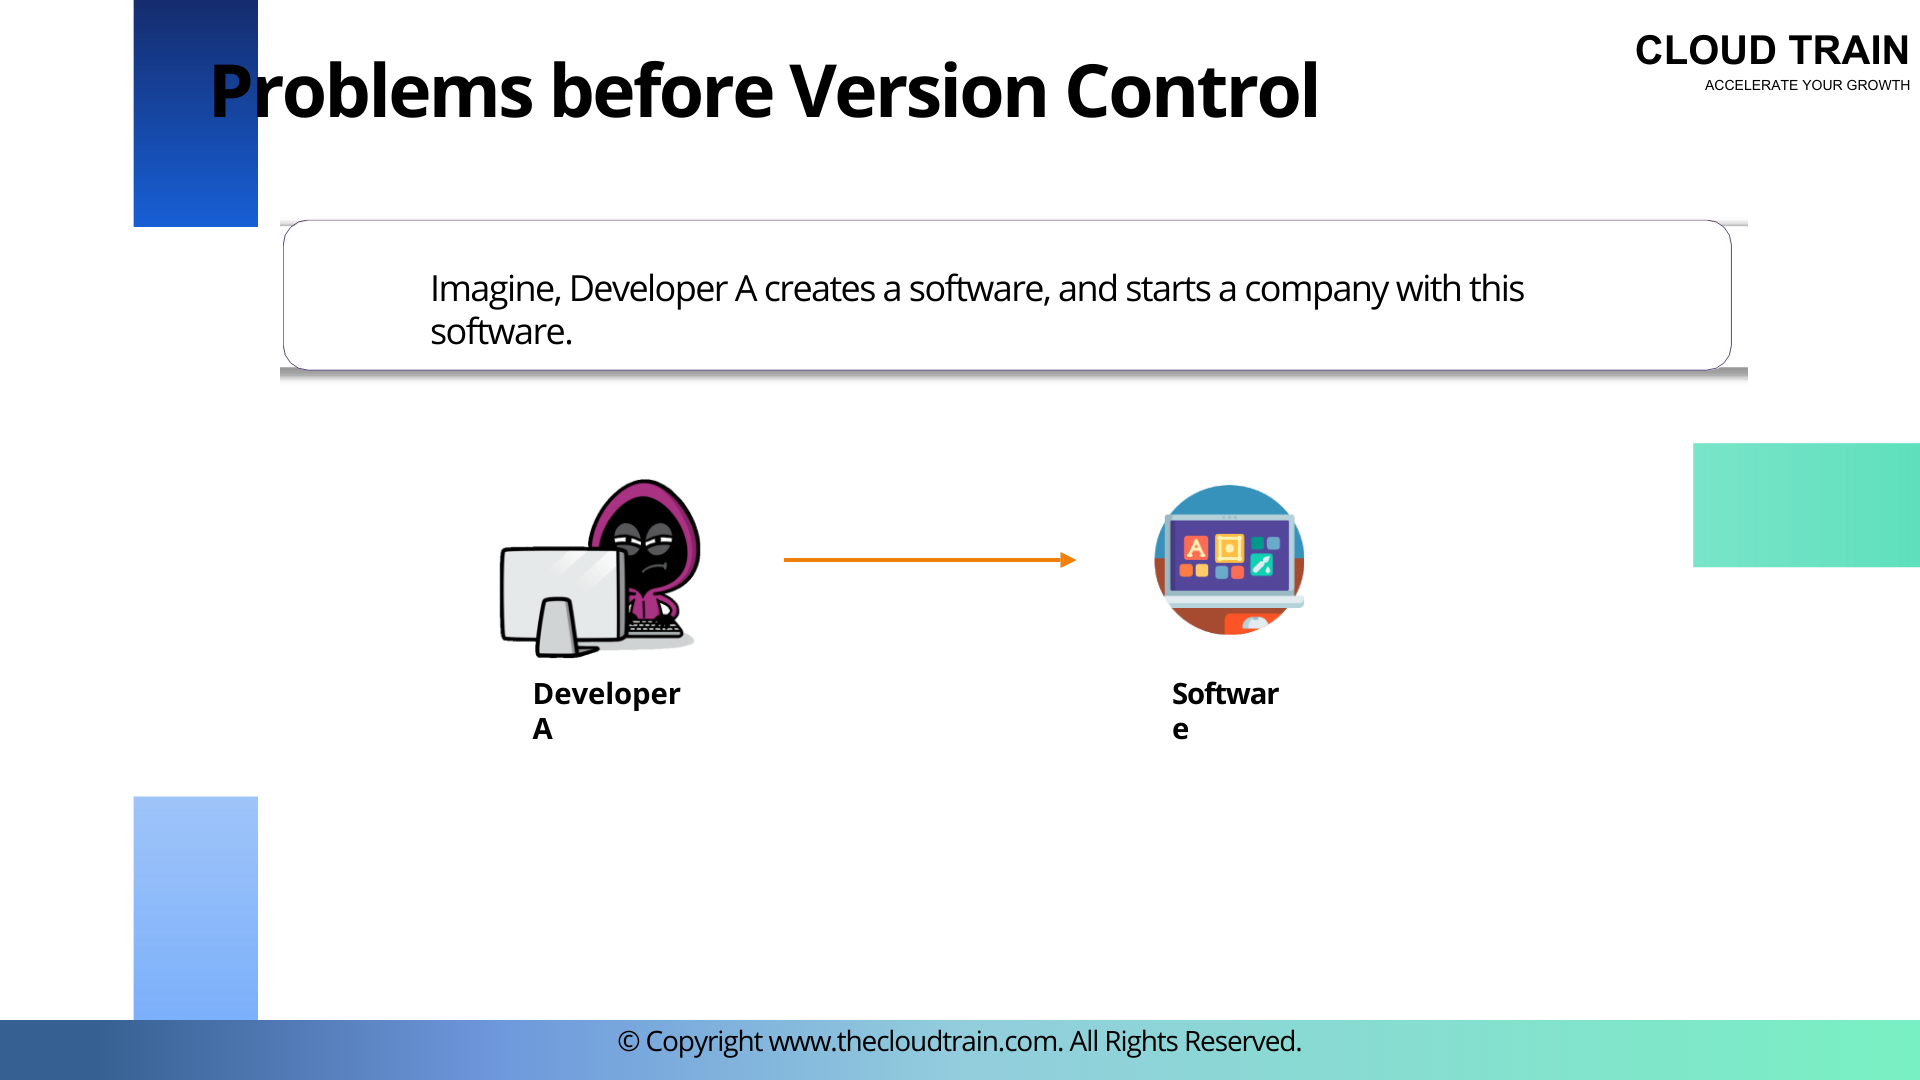 Problems before Version Control
CLOUD TRAIN
ACCELERATE YOUR GROWTH
Imagine, Developer A creates a software, and starts a company with this
software.
A
Developer
A
Softwar
e
© Copyright www.thecloudtrain.com. All Rights Reserved.